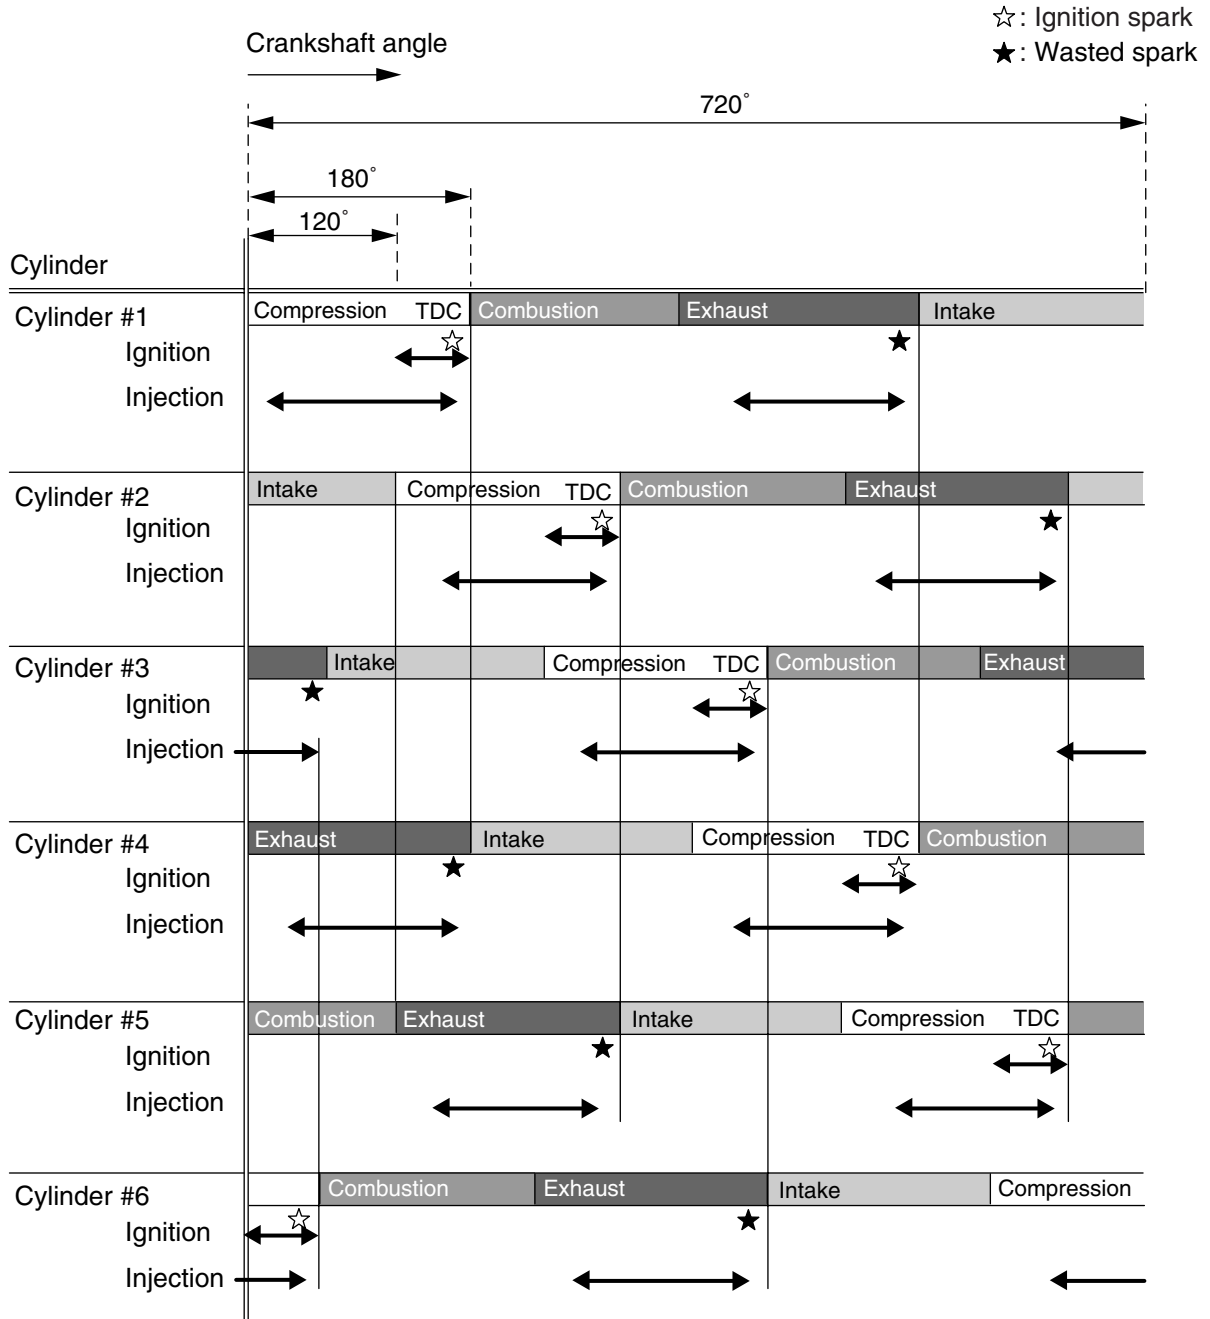 ☆: Ignition spark
Crankshaft angle
★: Wasted spark
720°
180°
120°
Cylinder
Cylinder #1
Compression TDC Combustion Exhaust Intake
Ignition
Injection
Cylinder #2
Intake Compression TDC Combustion Exhaust
Ignition
Injection
Cylinder #3
Intake Compression TDC Combustion Exhaust
Ignition
Injection
Cylinder #4
Exhaust Intake Compression TDC Combustion
Ignition
Injection
Cylinder #5
Combustion Exhaust Intake Compression TDC
Ignition
Injection
Cylinder #6
Combustion Exhaust Intake Compression
Ignition
Injection